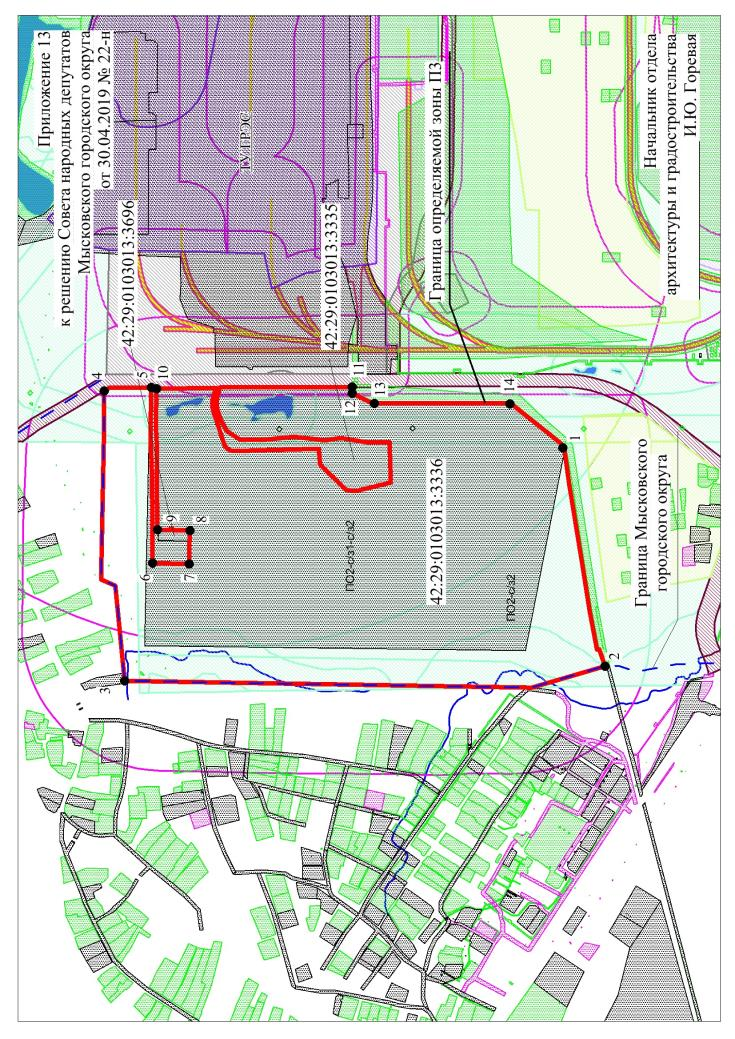 Приложение 13
к решению Совета народных депутатов
Мысковского городского округа
от 30.04.2019 № 22-н
ТУ ГРЭС
42:29:0103013:3696
42:29:0103013:3335
Граница определяемой зоны П3
Начальник отдела
архитектуры и градостроительства
И.Ю. Горевая
4
5
10
11
12
13
14
1
9
8
6
7
ПО2-сз1-с/з2
42:29:0103013:3336
ПО2-с/з2
Граница Мысковского
городского округа
3
2